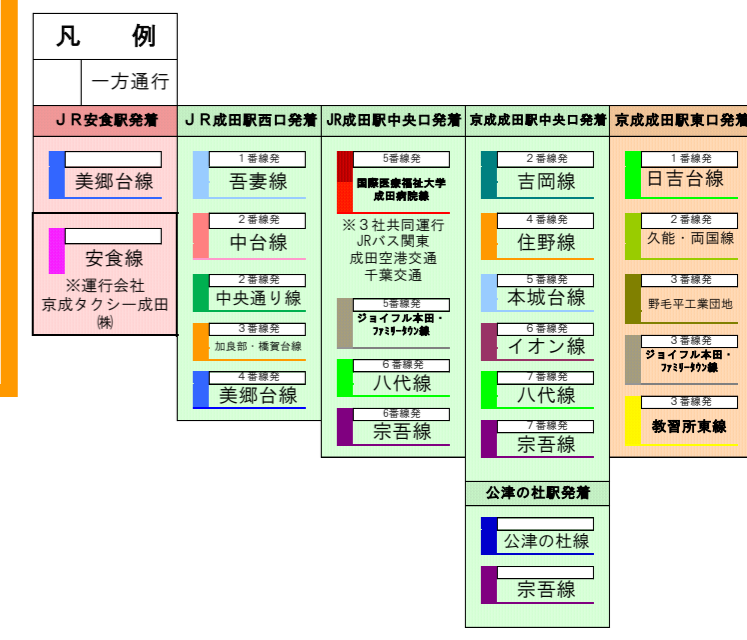 凡 例
一方通行
ＪＲ安食駅発着
美郷台線
安食線
※運行会社
京成タクシー成田
㈱
ＪＲ成田駅西口発着
１番線発
吾妻線
２番線発
中台線
２番線発
中央通り線
３番線発
加良部・橋賀台線
４番線発
美郷台線
JR成田駅中央口発着
5番線発
国際医療福祉大学
成田病院線
※３社共同運行
JRバス関東
成田空港交通
千葉交通
5番線発
ジョイフル本田・
ﾌｧﾐﾘｰﾀｳﾝ線
６番線発
八代線
6番線発
宗吾線
京成成田駅中央口発着
２番線発
吉岡線
４番線発
住野線
５番線発
本城台線
６番線発
イオン線
７番線発
八代線
７番線発
宗吾線
公津の杜駅発着
公津の杜線
宗吾線
京成成田駅東口発着
１番線発
日吉台線
２番線発
久能・両国線
３番線発
野毛平工業団地
３番線発
ジョイフル本田・
ﾌｧﾐﾘｰﾀｳﾝ線
３番線発
教習所東線